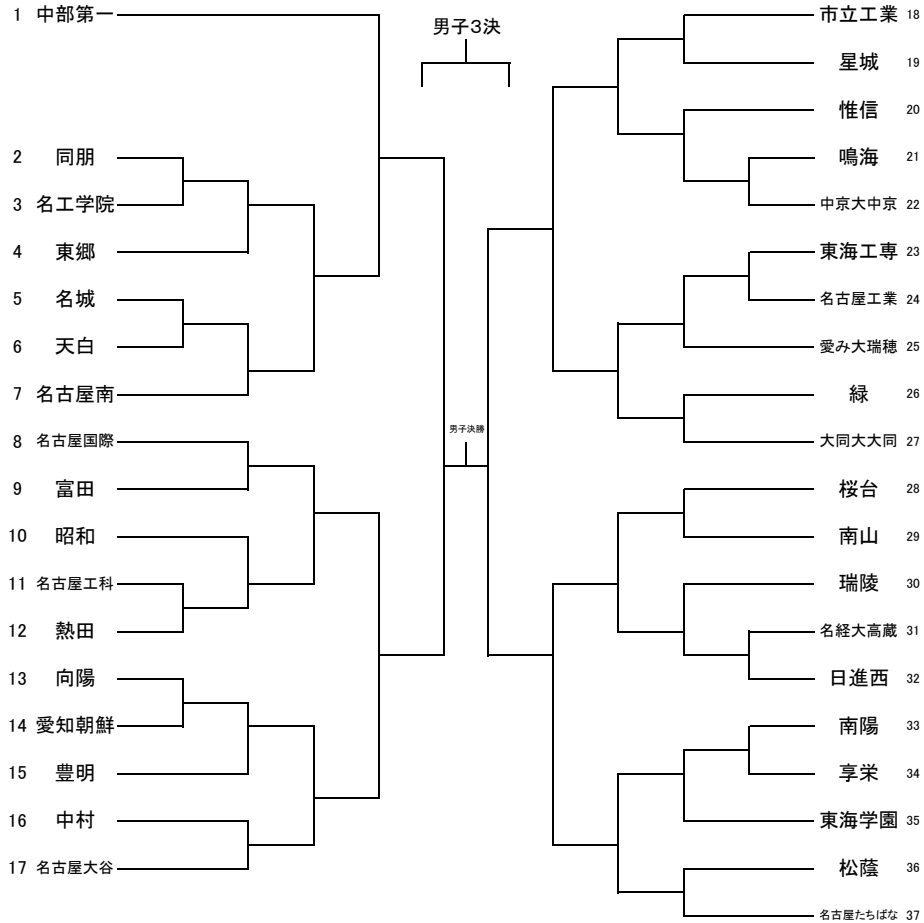 男子3決
男子決勝
1 中部第一
2 同朋
3 名工学院
4 東郷
5 名城
6 天白
7 名古屋南
8 名古屋国際
9 富田
10 昭和
11 名古屋工科
12 熱田
13 向陽
14 愛知朝鮮
15 豊明
16 中村
17 名古屋大谷
市立工業 18
星城 19
惟信 20
鳴海 21
中京大中京 22
東海工専 23
名古屋工業 24
愛み大瑞穂 25
緑 26
大同大大同 27
桜台 28
南山 29
瑞陵 30
名経大高蔵 31
日進西 32
南陽 33
享栄 34
東海学園 35
松蔭 36
名古屋たちばな 37